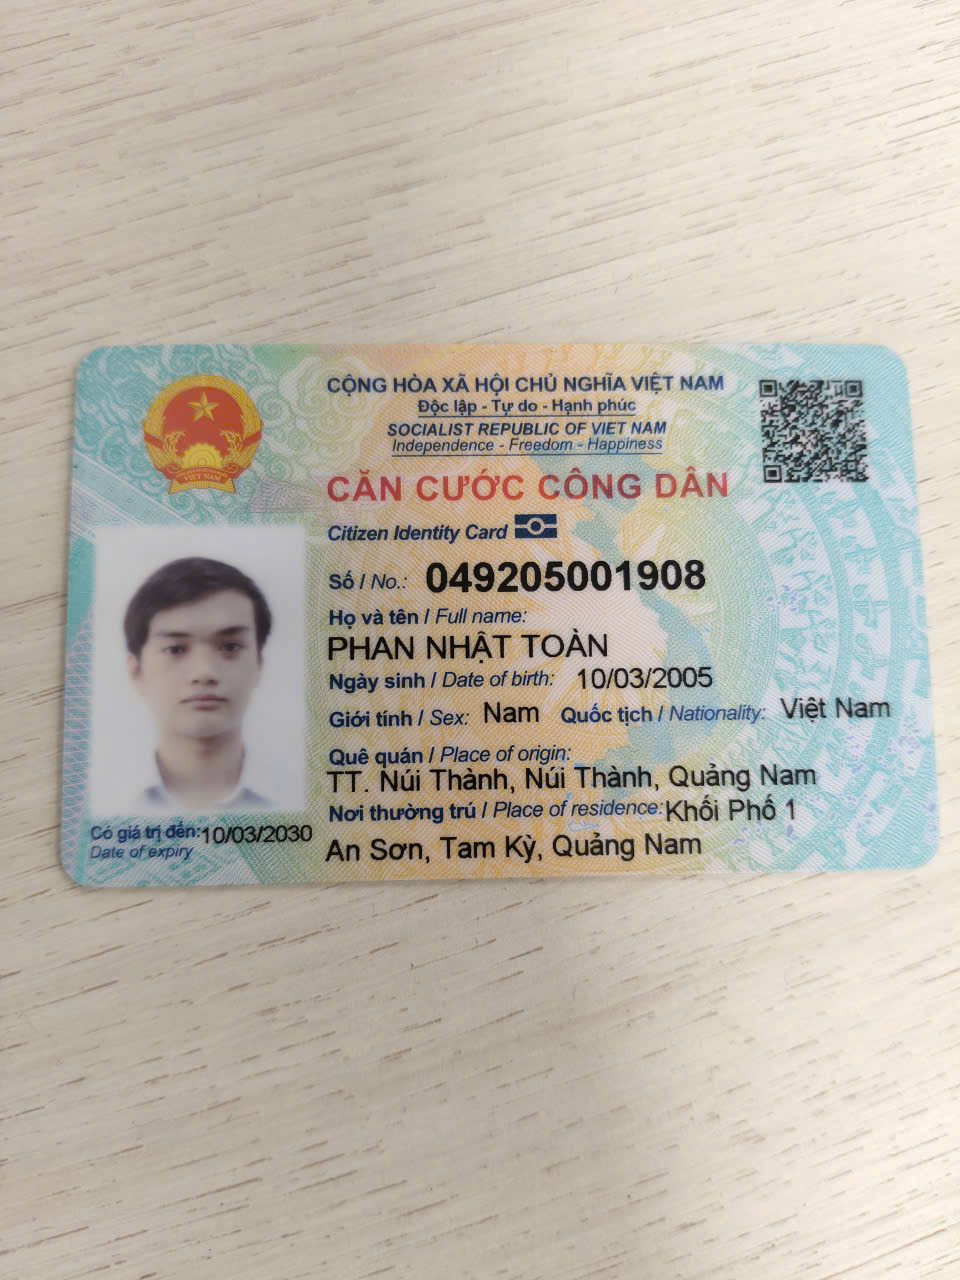 CỘNG HÒA XÃ HỘI CHỦ NGHĨA VIỆT NAM
Độc lập - Tự do - Hạnh phúc
SOCIALIST REPUBLIC OF VIET NAM
Independence - Freedom - Happiness
CĂN CƯỚC CÔNG DÂN
Citizen Identity Card
Số / No.: 049205001908
Họ và tên / Full name:
PHAN NHẬT TOÀN
Ngày sinh / Date of birth: 10/03/2005
Giới tính / Sex: Nam Quốc tịch / Nationality: Việt Nam
Quê quán / Place of origin:
TT. Núi Thành, Núi Thành, Quảng Nam
Nơi thường trú / Place of residence: Khối Phố 1
An Sơn, Tam Kỳ, Quảng Nam
Có giá trị đến: 10/03/2030
Date of expiry
VIỆT NAM